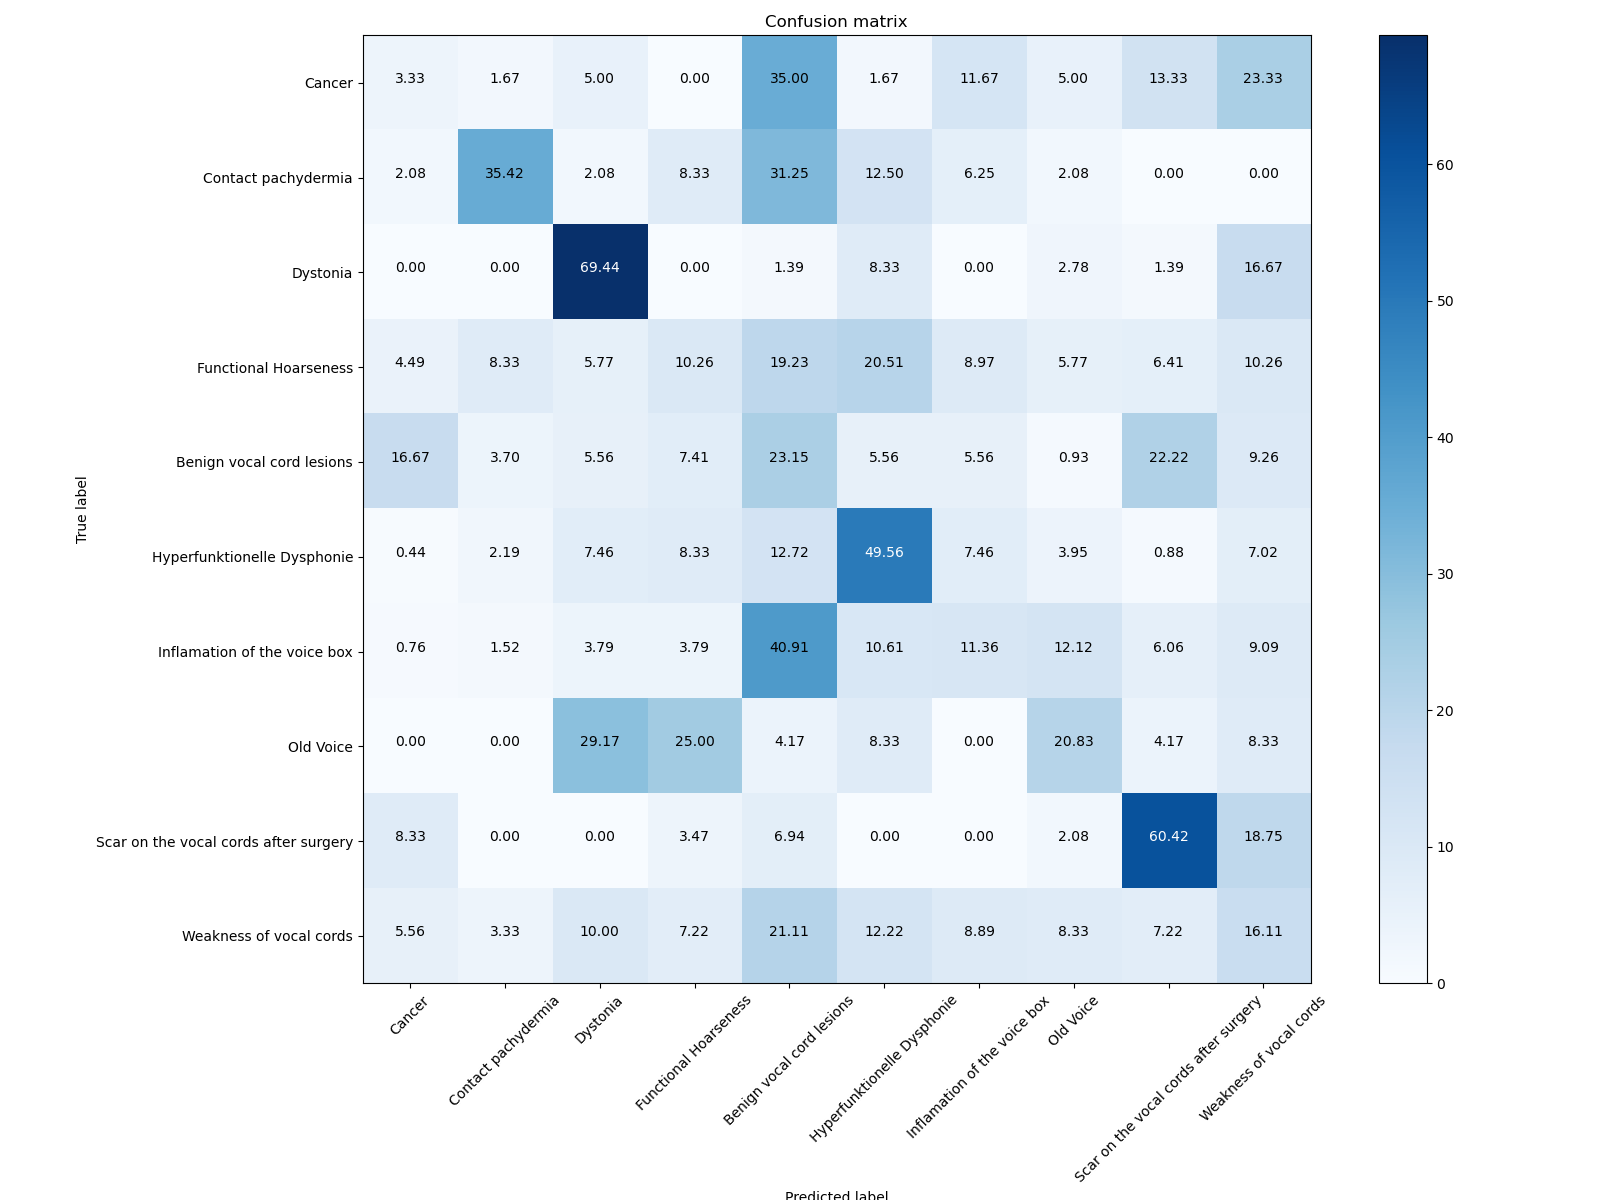 Confusion matrix
Cancer 3.33 1.67 5.00 0.00 35.00 1.67 11.67 5.00 13.33 23.33
Contact pachydermia 2.08 35.42 2.08 8.33 31.25 12.50 6.25 2.08 0.00 0.00
Dystonia 0.00 0.00 69.44 0.00 1.39 8.33 0.00 2.78 1.39 16.67
Functional Hoarseness 4.49 8.33 5.77 10.26 19.23 20.51 8.97 5.77 6.41 10.26
Benign vocal cord lesions 16.67 3.70 5.56 7.41 23.15 5.56 5.56 0.93 22.22 9.26
Hyperfunktionelle Dysphonie 0.44 2.19 7.46 8.33 12.72 49.56 7.46 3.95 0.88 7.02
Inflamation of the voice box 0.76 1.52 3.79 3.79 40.91 10.61 11.36 12.12 6.06 9.09
Old Voice 0.00 0.00 29.17 25.00 4.17 8.33 0.00 20.83 4.17 8.33
Scar on the vocal cords after surgery 8.33 0.00 0.00 3.47 6.94 0.00 0.00 2.08 60.42 18.75
Weakness of vocal cords 5.56 3.33 10.00 7.22 21.11 12.22 8.89 8.33 7.22 16.11
True label
Cancer
Contact pachydermia
Dystonia
Functional Hoarseness
Benign vocal cord lesions
Hyperfunktionelle Dysphonie
Inflamation of the voice box
Old Voice
Scar on the vocal cords after surgery
Weakness of vocal cords
Predicted label
60
50
40
30
20
10
0